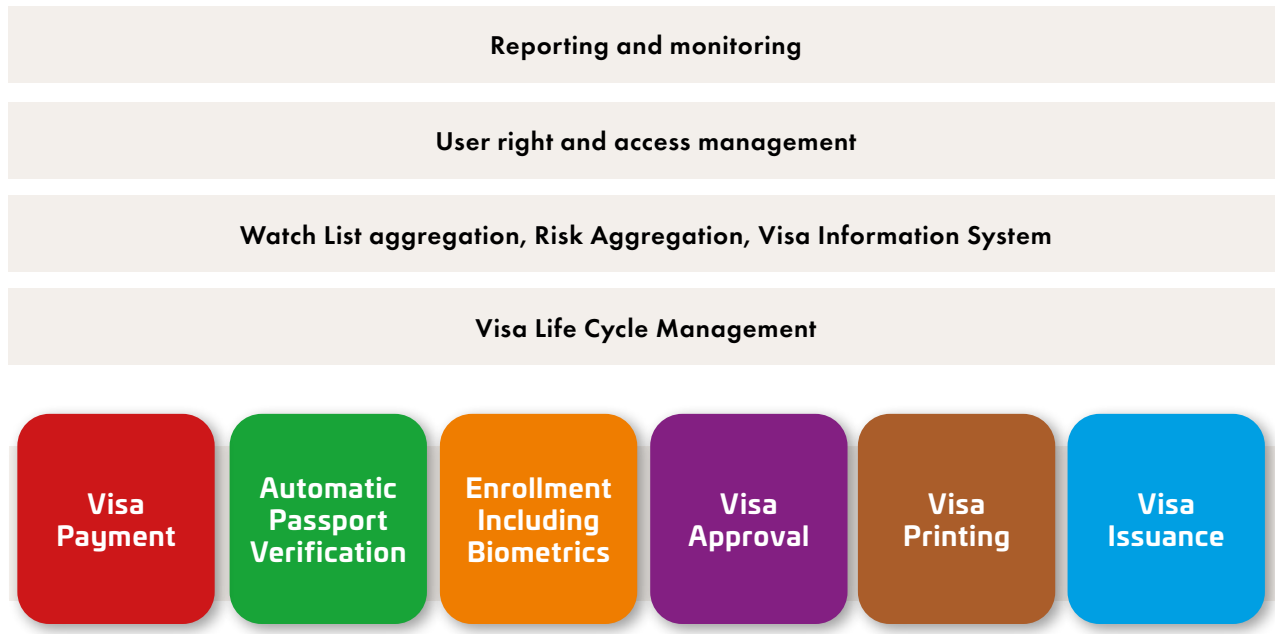 Reporting and monitoring
User right and access management
Watch List aggregation, Risk Aggregation, Visa Information System
Visa Life Cycle Management
Visa
Payment
Automatic
Passport
Verification
Enrollment
Including
Biometrics
Visa
Approval
Visa
Printing
Visa
Issuance